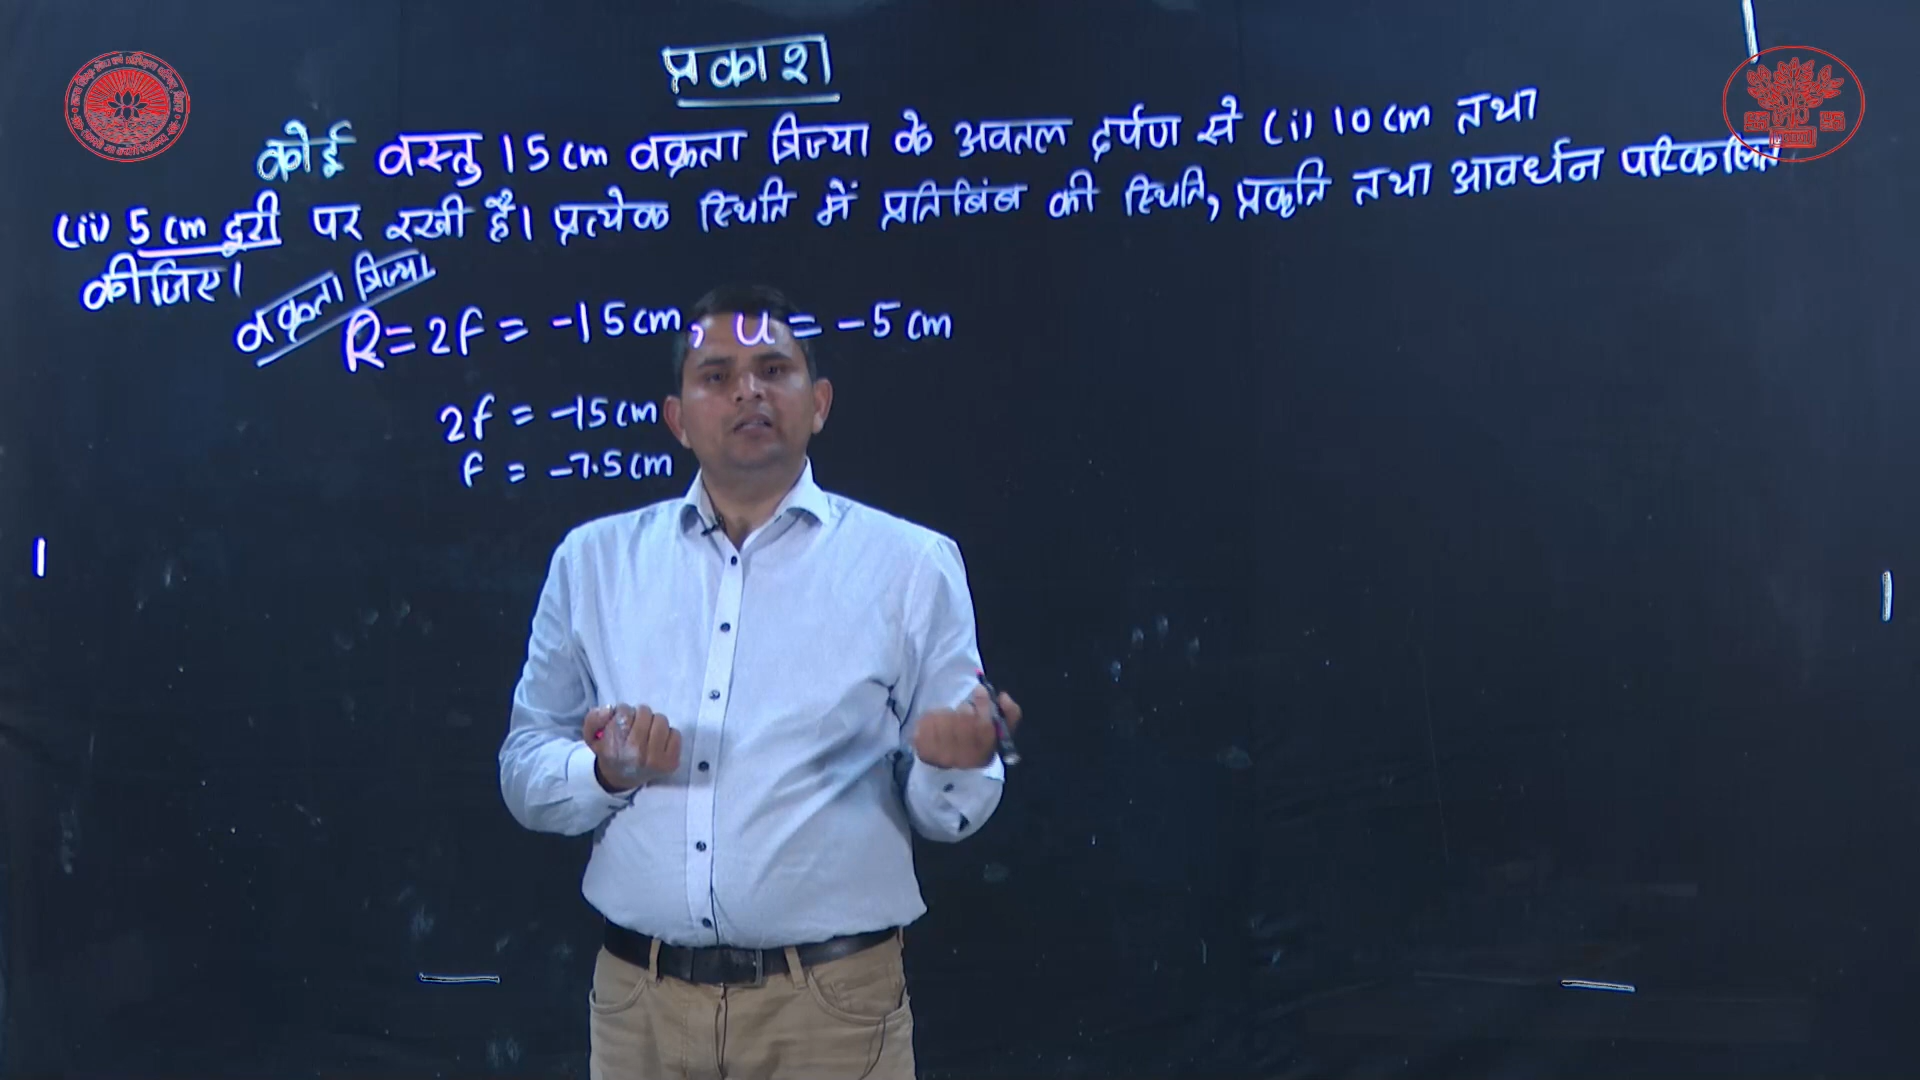 प्रकाश
कोई वस्तु 15 cm वक्रता त्रिज्या के अवतल दर्पण से (i) 10 cm तथा
(ii) 5 cm दूरी पर रखी है। प्रत्येक स्थिति में प्रतिबिंब की स्थिति, प्रकृति तथा आवर्धन परिकलित
कीजिए।
वक्रता त्रिज्या
R = 2f = -15 cm, u = -5 cm
2f = -15 cm
f = -7.5 cm